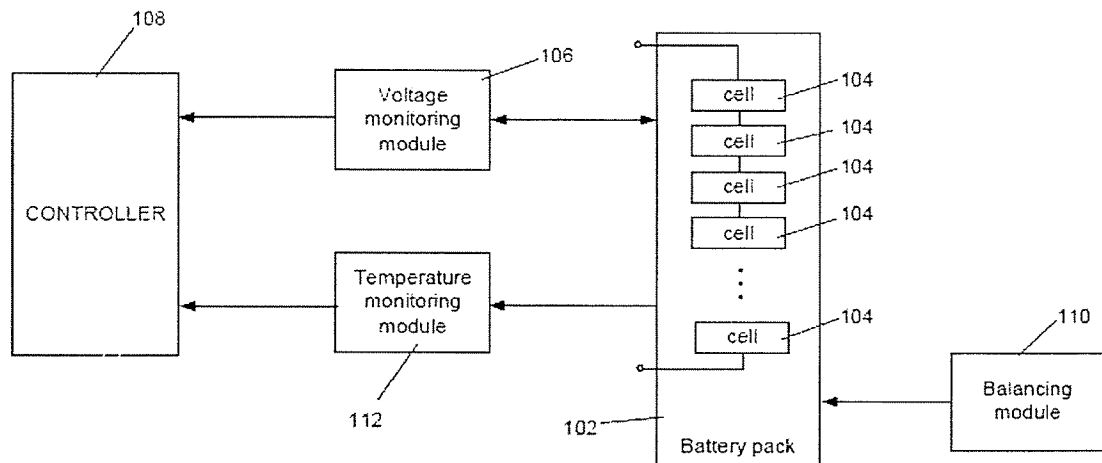 108
CONTROLLER
106
Voltage
monitoring
module
Temperature
monitoring
module
112
cell
104
cell
104
cell
104
cell
104
cell
104
102
Battery pack
110
Balancing
module